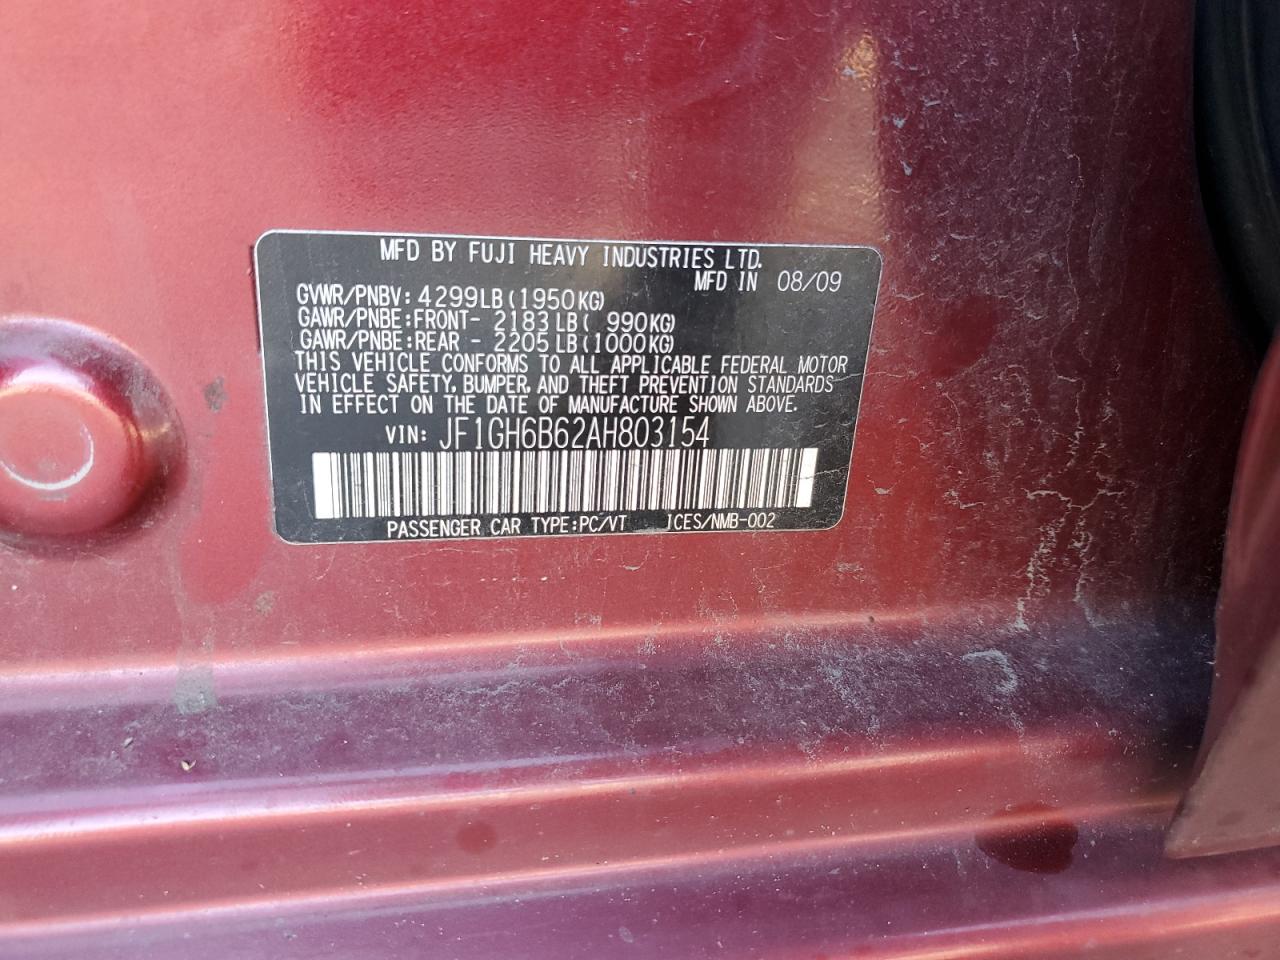 MFD BY FUJI HEAVY INDUSTRIES LTD.
MFD IN 08/09
GVWR/PNBV: 4299LB(1950KG)
GAWR/PNBE:FRONT- 2183LB( 990KG)
GAWR/PNBE:REAR - 2205LB(1000KG)
THIS VEHICLE CONFORMS TO ALL APPLICABLE FEDERAL MOTOR
VEHICLE SAFETY, BUMPER, AND THEFT PREVENTION STANDARDS
IN EFFECT ON THE DATE OF MANUFACTURE SHOWN ABOVE.
VIN: JF1GH6B62AH803154
PASSENGER CAR TYPE:PC/VT ICES/NMB-002